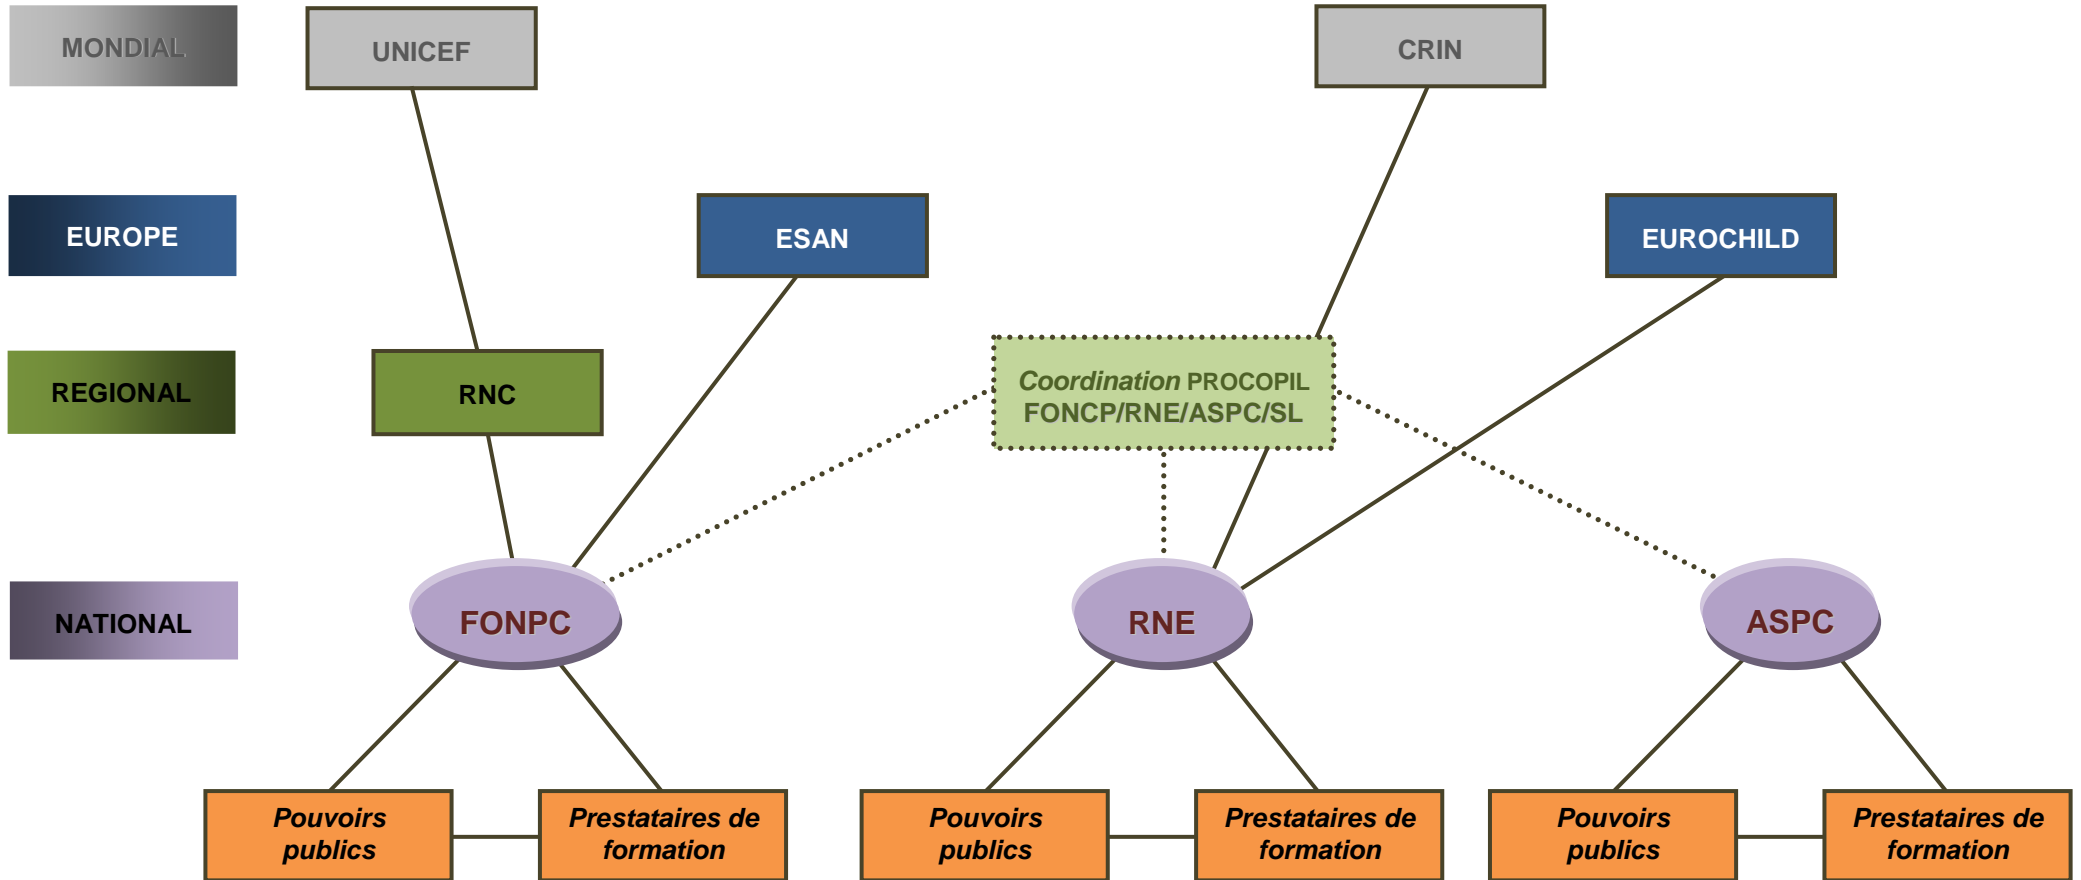 MONDIAL
UNICEF
CRIN
EUROPE
ESAN
EUROCHILD
REGIONAL
RNC
Coordination PROCOPIL
FONCP/RNE/ASPC/SL
NATIONAL
FONPC
RNE
ASPC
Pouvoirs
publics
Prestataires de
formation
Pouvoirs
publics
Prestataires de
formation
Pouvoirs
publics
Prestataires de
formation